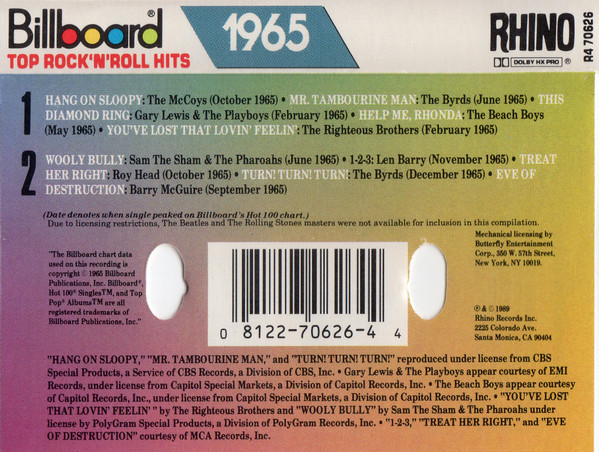 Billboard®
TOP ROCK'N'ROLL HITS
1965
RHINO
DOLBY HX PRO ®
R4 70626
1 HANG ON SLOOPY: The McCoys (October 1965) • MR. TAMBOURINE MAN: The Byrds (June 1965) • THIS
DIAMOND RING: Gary Lewis & The Playboys (February 1965) • HELP ME, RHONDA: The Beach Boys
(May 1965) • YOU'VE LOST THAT LOVIN' FEELIN': The Righteous Brothers (February 1965)
2 WOOLY BULLY: Sam The Sham & The Pharoahs (June 1965) • 1-2-3: Len Barry (November 1965) • TREAT
HER RIGHT: Roy Head (October 1965) • TURN! TURN! TURN!: The Byrds (December 1965) • EVE OF
DESTRUCTION: Barry McGuire (September 1965)
(Date denotes when single peaked on Billboard's Hot 100 chart.)
Due to licensing restrictions, The Beatles and The Rolling Stones masters were not available for inclusion in this compilation.
"The Billboard chart data
used on this recording is
copyright © 1965 Billboard
Publications, Inc. Billboard®,
Hot 100® Singles™, and Top
Pop® Albums™ are all
registered trademarks of
Billboard Publications, Inc."
Mechanical licensing by
Butterfly Entertainment
Corp., 350 W. 57th Street,
New York, NY 10019.
℗ & © 1989
Rhino Records Inc.
2225 Colorado Ave.
Santa Monica, CA 90404
0 8122-70626-4 4
"HANG ON SLOOPY," "MR. TAMBOURINE MAN," and "TURN! TURN! TURN!" reproduced under license from CBS
Special Products, a Service of CBS Records, a Division of CBS, Inc. • Gary Lewis & The Playboys appear courtesy of EMI
Records, under license from Capitol Special Markets, a Division of Capitol Records, Inc. • The Beach Boys appear courtesy
of Capitol Records, Inc., under license from Capitol Special Markets, a Division of Capitol Records, Inc. • "YOU'VE LOST
THAT LOVIN' FEELIN' " by The Righteous Brothers and "WOOLY BULLY" by Sam The Sham & The Pharoahs under
license by PolyGram Special Products, a Division of PolyGram Records, Inc. • "1-2-3," "TREAT HER RIGHT," and "EVE
OF DESTRUCTION" courtesy of MCA Records, Inc.